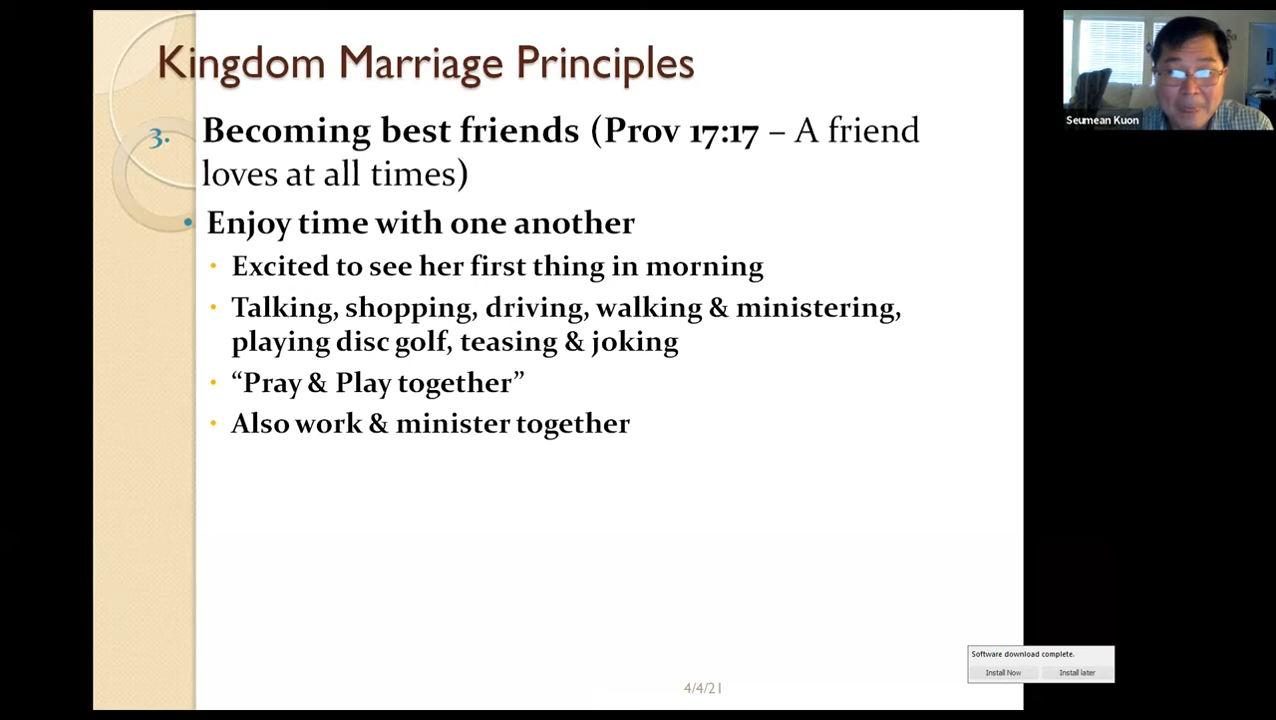 Kingdom Marriage Principles
3. Becoming best friends (Prov 17:17 – A friend
loves at all times)
• Enjoy time with one another
• Excited to see her first thing in morning
• Talking, shopping, driving, walking & ministering,
playing disc golf, teasing & joking
• “Pray & Play together”
• Also work & minister together
4/4/21
Seumean Kuon
Software download complete.
Install Now Install later